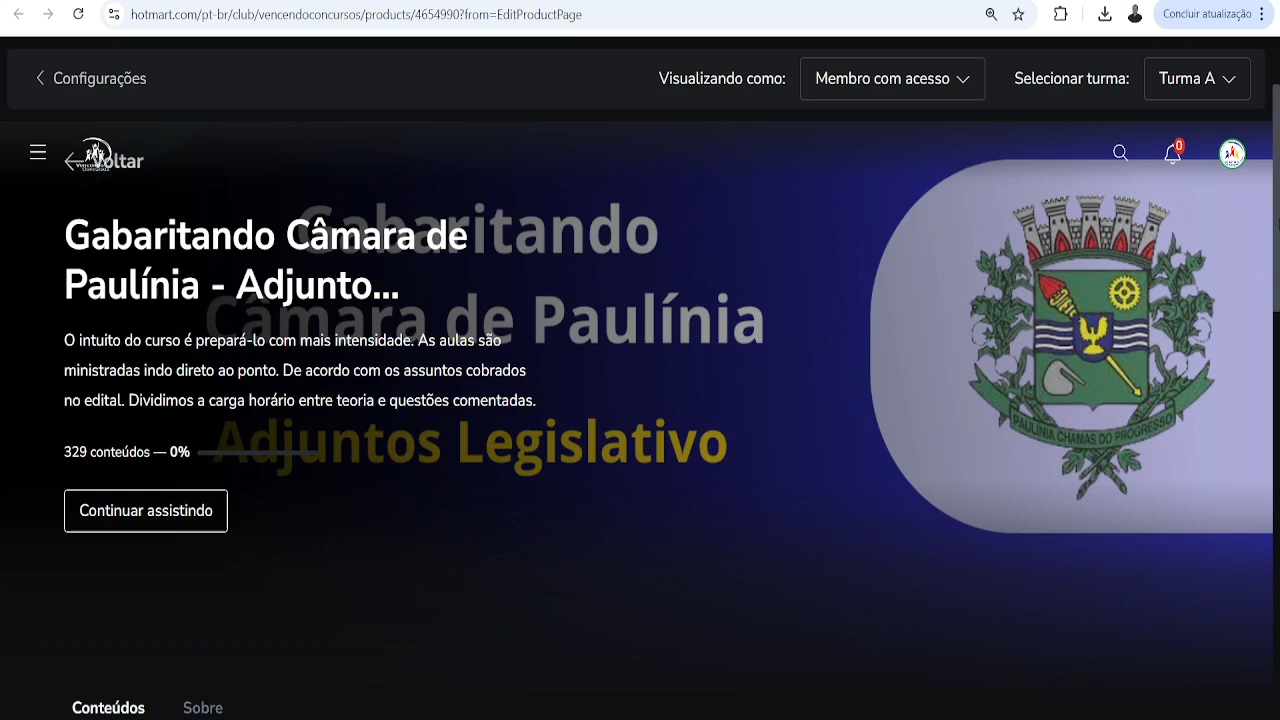 hotmart.com/pt-br/club/vencendoconcursos/products/4654990?from=EditProductPage
Concluir atualização
Configurações
Visualizando como:
Membro com acesso
Selecionar turma:
Turma A
Voltar
0
Gabaritando Câmara de
Paulínia - Adjunto...
O intuito do curso é prepará-lo com mais intensidade. As aulas são
ministradas indo direto ao ponto. De acordo com os assuntos cobrados
no edital. Dividimos a carga horário entre teoria e questões comentadas.
329 conteúdos — 0%
Continuar assistindo
Gabaritando
Câmara de Paulínia
Adjuntos Legislativo
PAULÍNIA CHAMAS DO PROGRESSO
Conteúdos
Sobre